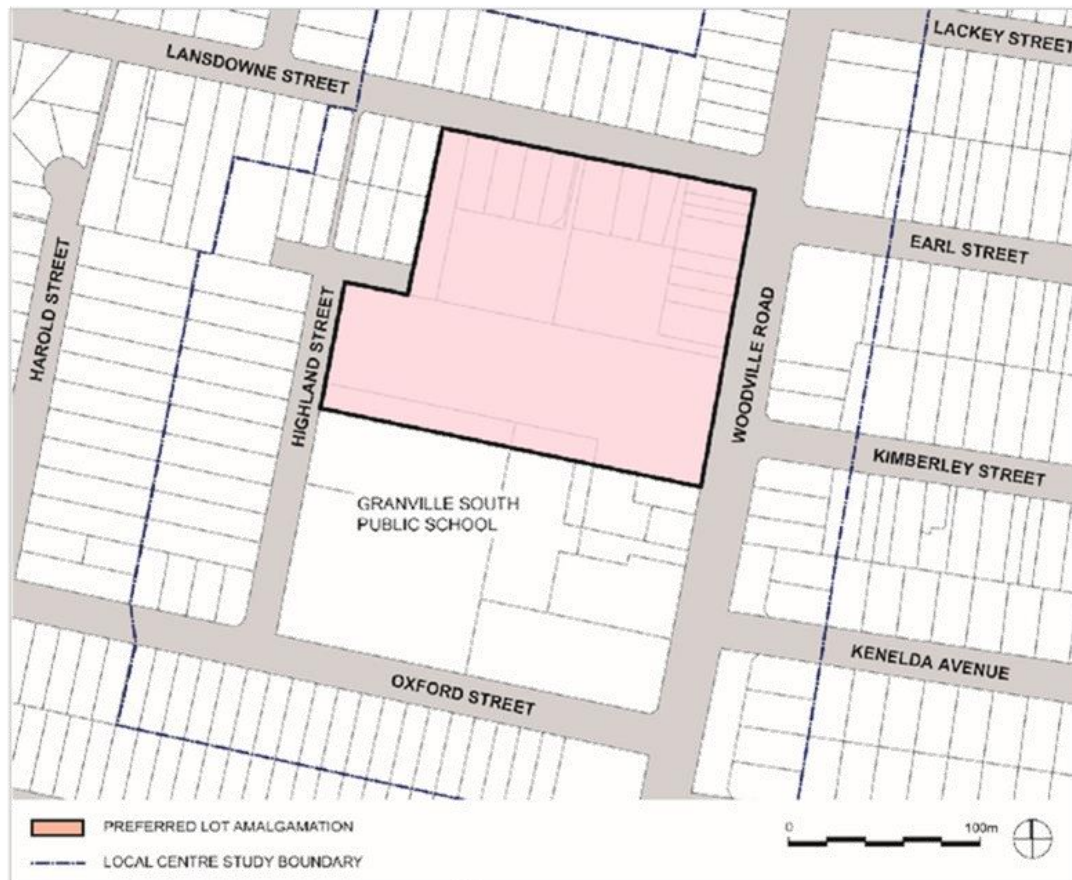 LACKEY STREET
LANSDOWNE STREET
EARL STREET
HAROLD STREET
HIGHLAND STREET
WOODVILLE ROAD
KIMBERLEY STREET
GRANVILLE SOUTH
PUBLIC SCHOOL
KENELDA AVENUE
OXFORD STREET
PREFERRED LOT AMALGAMATION
LOCAL CENTRE STUDY BOUNDARY
0 100m